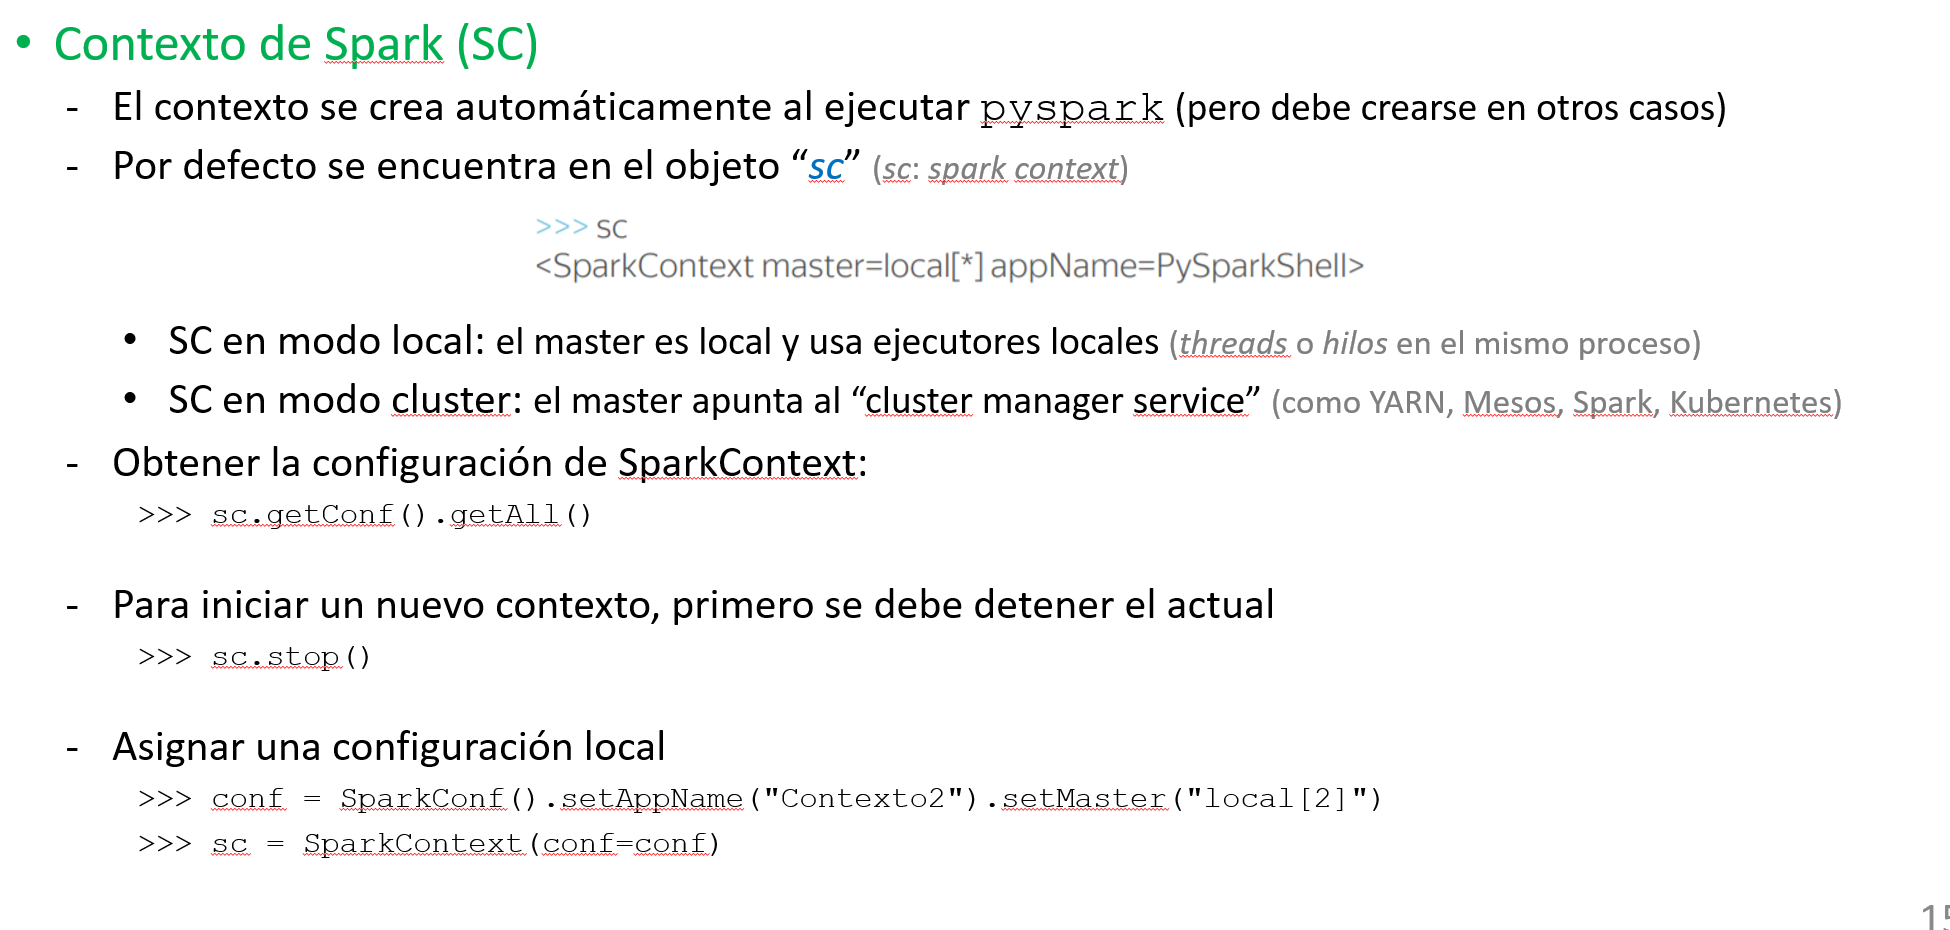 • Contexto de Spark (SC)
- El contexto se crea automáticamente al ejecutar pyspark (pero debe crearse en otros casos)
- Por defecto se encuentra en el objeto “sc” (sc: spark context)
>>> sc
<SparkContext master=local[*] appName=PySparkShell>
• SC en modo local: el master es local y usa ejecutores locales (threads o hilos en el mismo proceso)
• SC en modo cluster: el master apunta al “cluster manager service” (como YARN, Mesos, Spark, Kubernetes)
- Obtener la configuración de SparkContext:
>>> sc.getConf().getAll()
- Para iniciar un nuevo contexto, primero se debe detener el actual
>>> sc.stop()
- Asignar una configuración local
>>> conf = SparkConf().setAppName("Contexto2").setMaster("local[2]")
>>> sc = SparkContext(conf=conf)
15